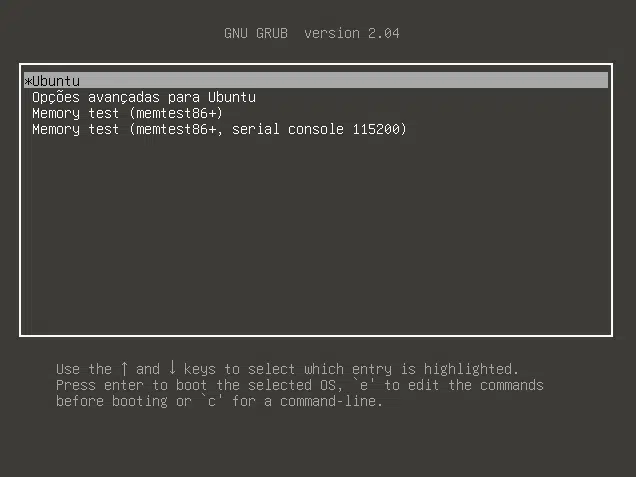 GNU GRUB  version 2.04
*Ubuntu
Opções avançadas para Ubuntu
Memory test (memtest86+)
Memory test (memtest86+, serial console 115200)
Use the ↑ and ↓ keys to select which entry is highlighted.
Press enter to boot the selected OS, `e' to edit the commands
before booting or `c' for a command-line.